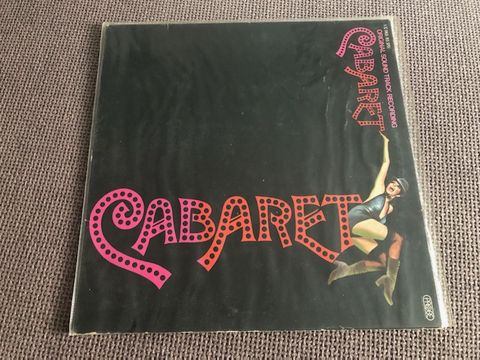 CABARET
ORIGINAL SOUND TRACK RECORDING
CABARET